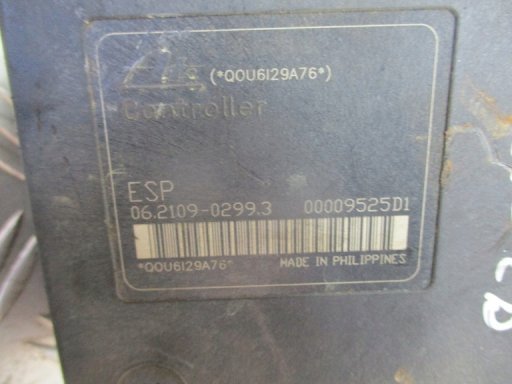 (*QOU6I29A76*)
Controller
ESP
06.2109-0299.3 00009525D1
*QOU6I29A76*
MADE IN PHILIPPINES